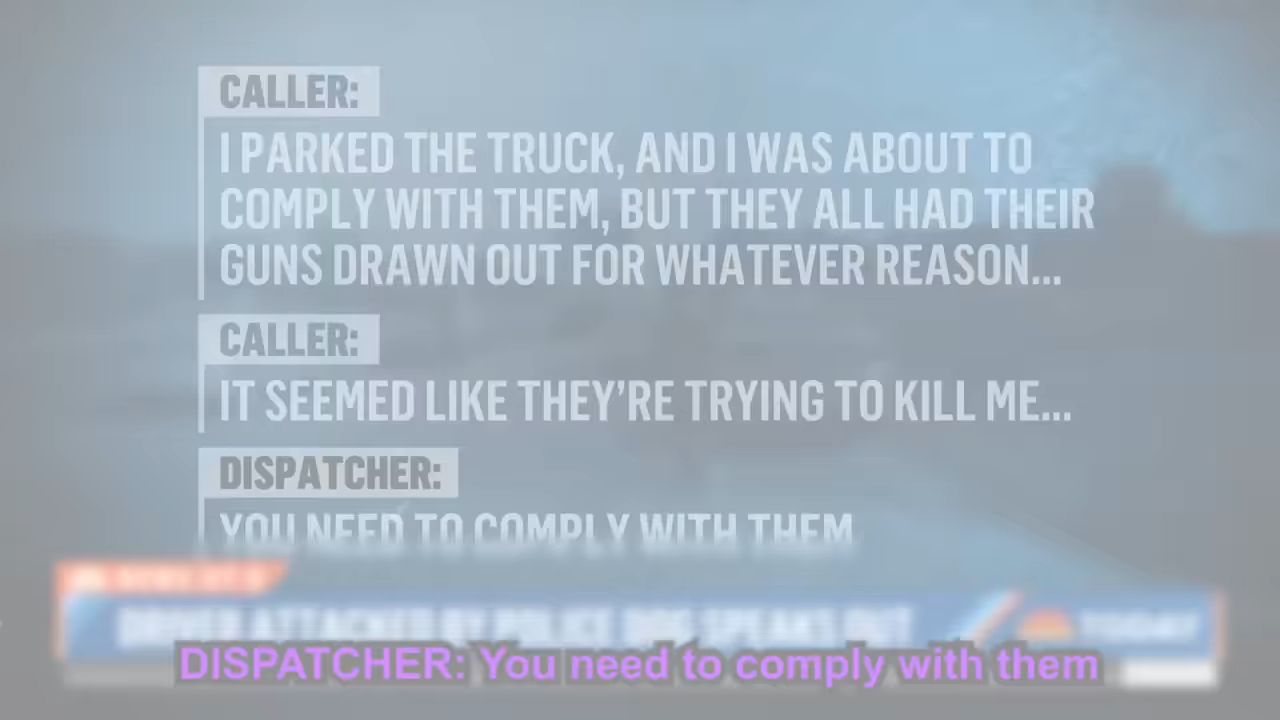 CALLER:
I PARKED THE TRUCK, AND I WAS ABOUT TO
COMPLY WITH THEM, BUT THEY ALL HAD THEIR
GUNS DRAWN OUT FOR WHATEVER REASON...
CALLER:
IT SEEMED LIKE THEY'RE TRYING TO KILL ME...
DISPATCHER:
YOU NEED TO COMPLY WITH THEM
DRIVER ATTACKED BY POLICE DOG SPEAKS OUT
TODAY
DISPATCHER: You need to comply with them